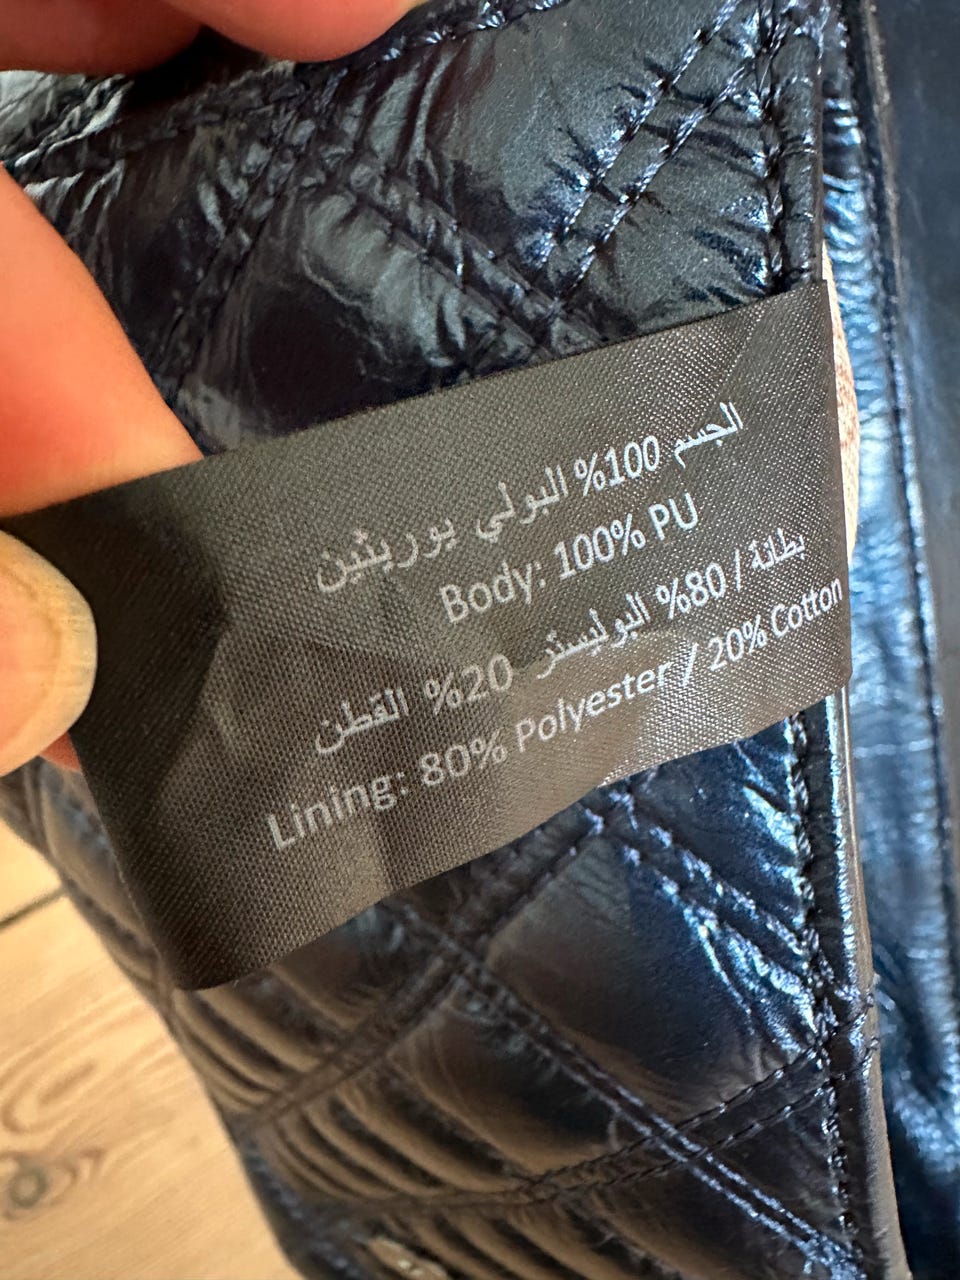 الجسم 100% البولي يوريثين
Body: 100% PU
بطانة / 80% البوليستر 20% القطن
Lining: 80% Polyester / 20% Cotton